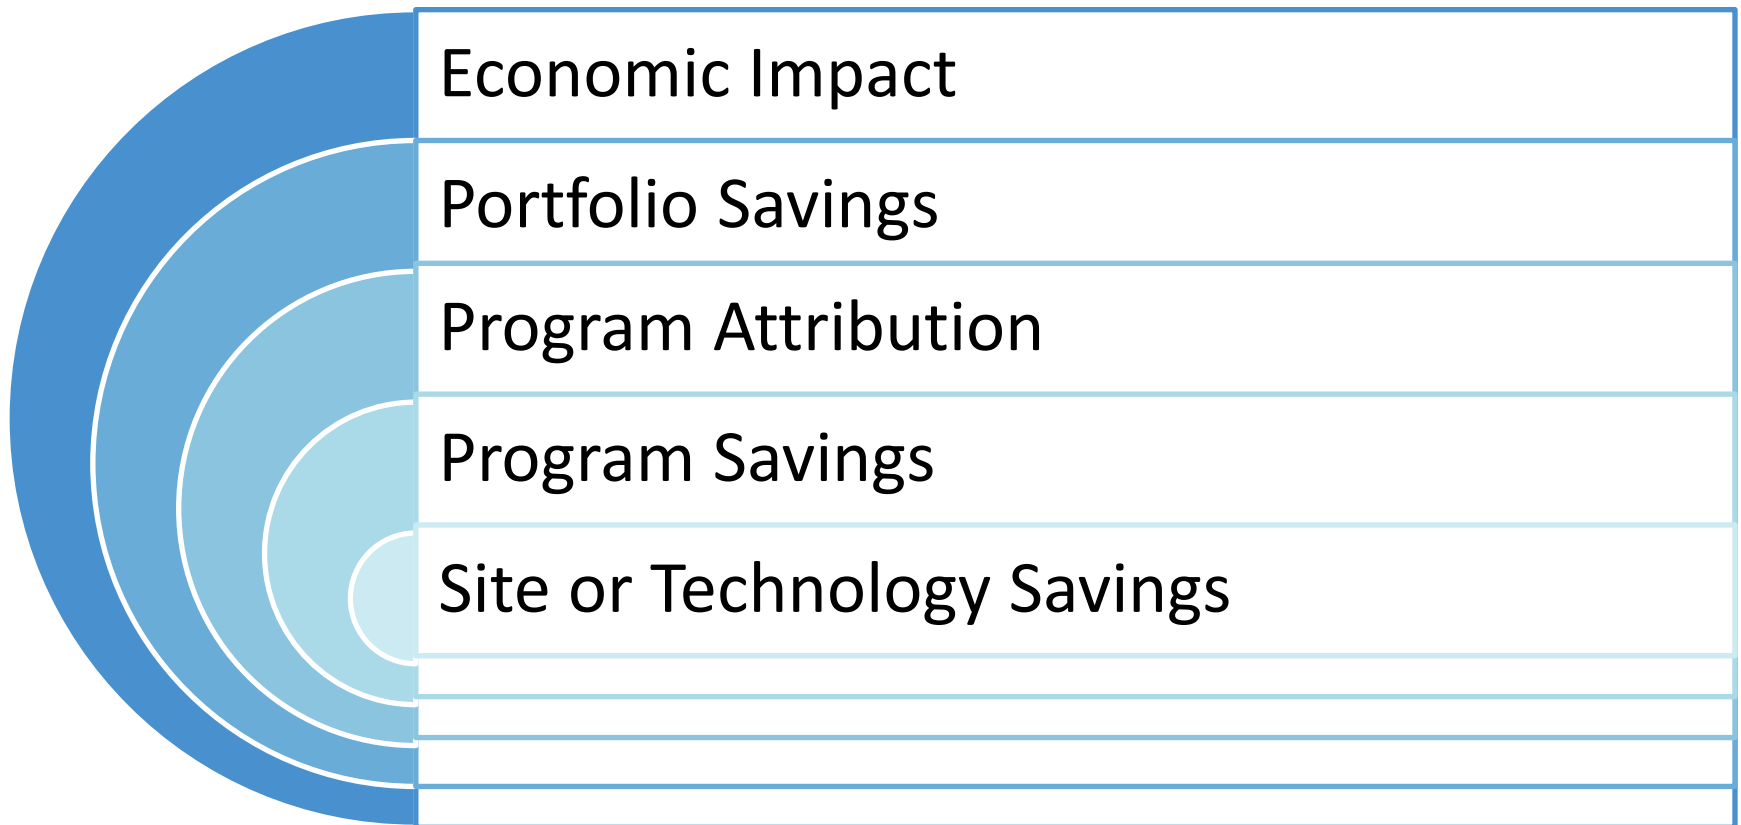 Economic Impact
Portfolio Savings
Program Attribution
Program Savings
Site or Technology Savings